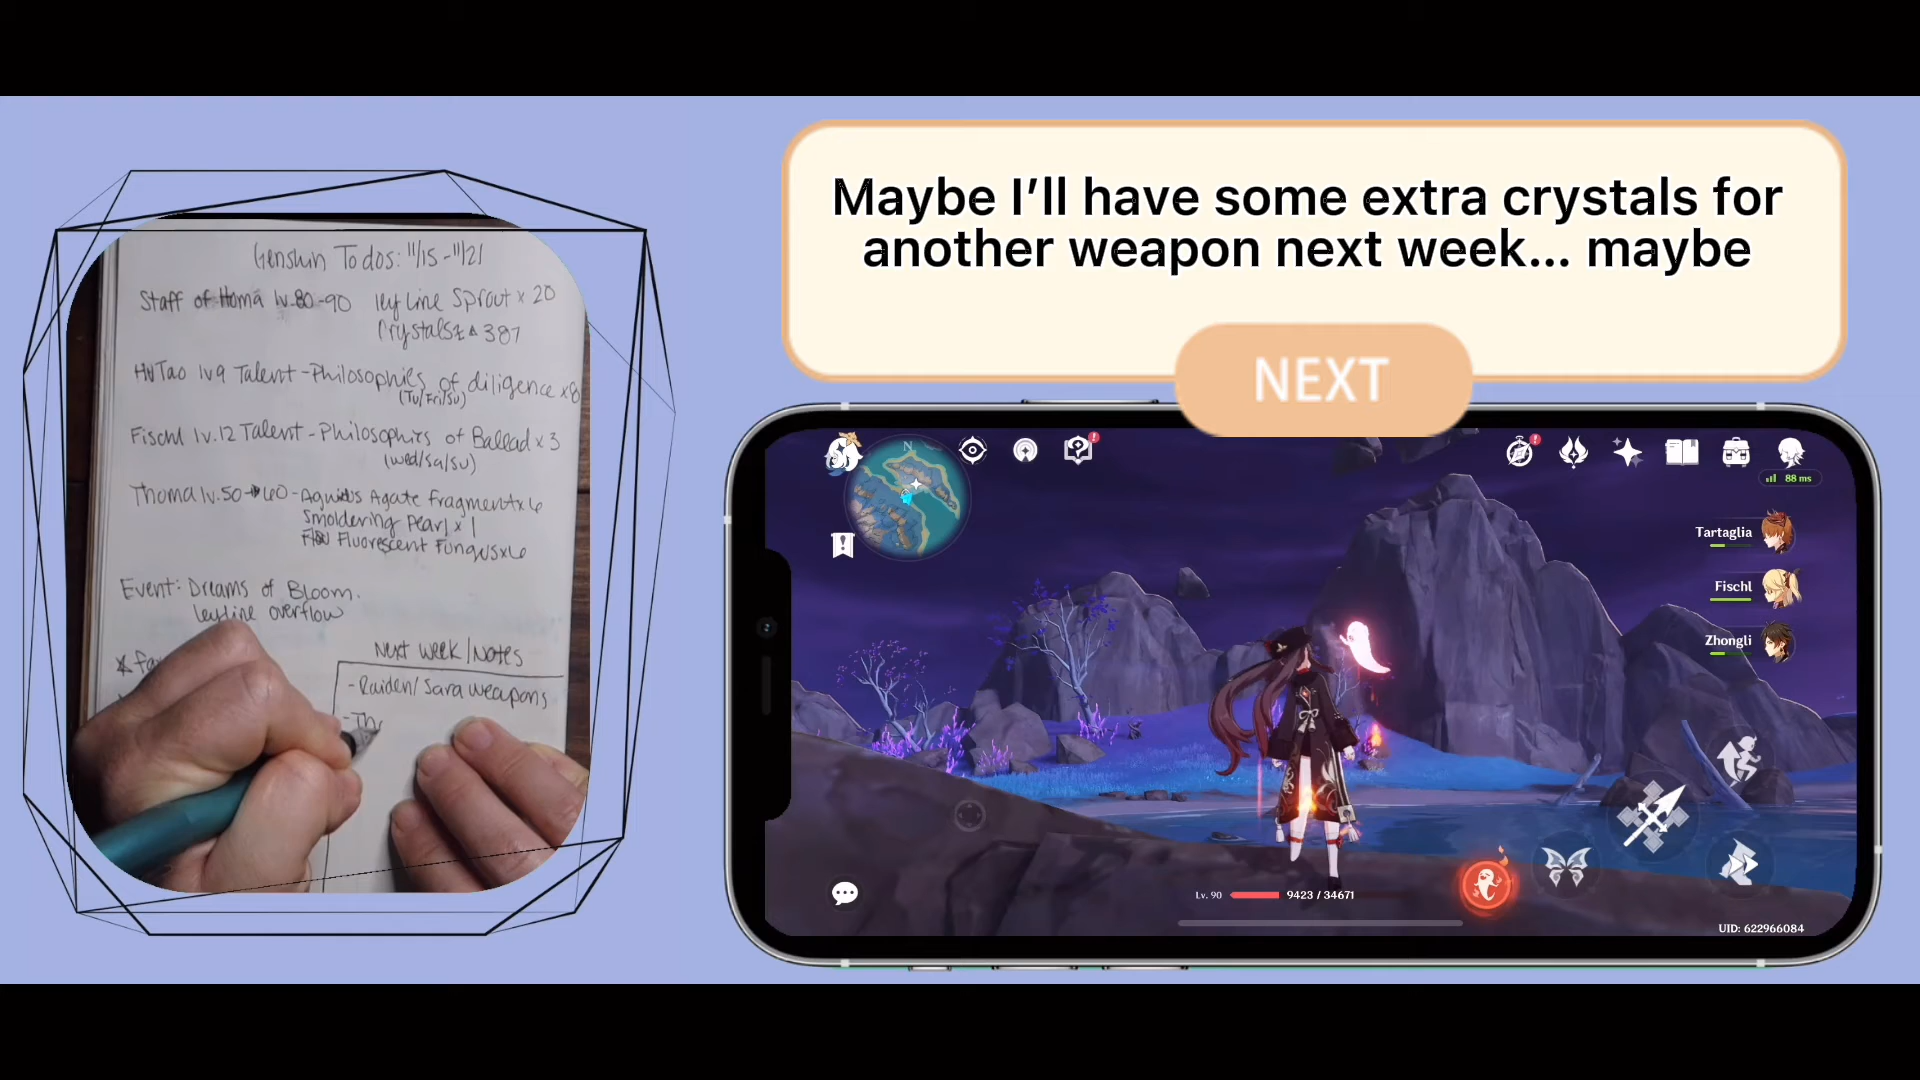 Genshin Todos: 11/15-11/21
Staff of Homa lv.80-90 leyline Sprout x 20
Crystals 387
HuTao lv9 Talent-Philosophies of diligence x8
(Tu/Fri/Su)
Fischl lv.12 Talent-Philosophies of Ballad x 3
(wed/Sa/Su)
Thoma lv.50→60-Agnidus Agate Fragment x 6
Smoldering Pearl x 1
Fluorescent Fungus x 6
Event: Dreams of Bloom.
leyline overflow
Next week/Notes
-Raiden/Sara weapons
-Th
Maybe I’ll have some extra crystals for
another weapon next week... maybe
NEXT
N
88 ms
Tartaglia
Fischl
Zhongli
Lv. 90 9423 / 34671
UID: 622966084